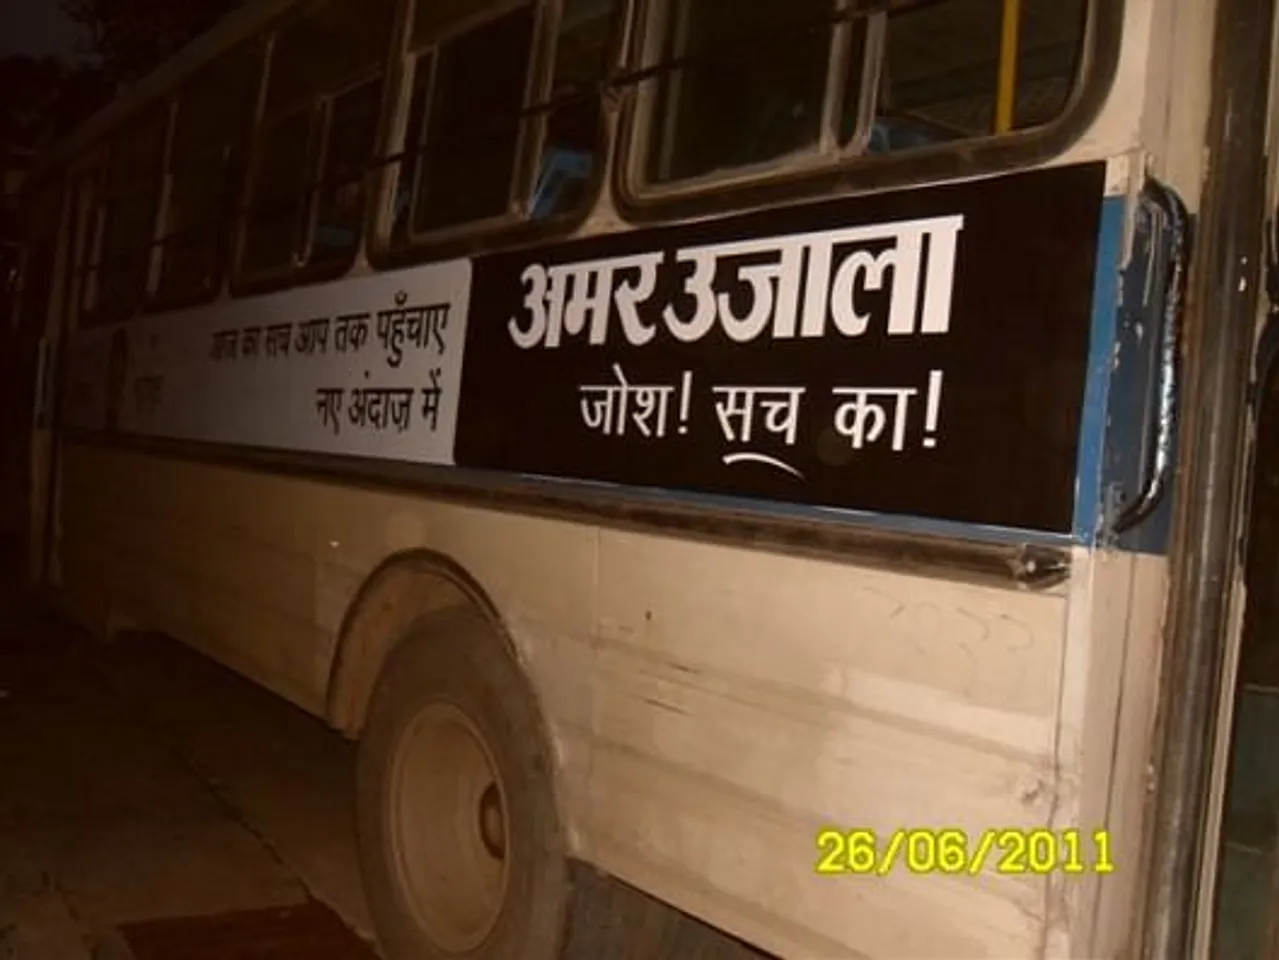 आज का सच आप तक पहुँचाए
नए अंदाज़ में
अमर उजाला
जोश! सच का!
26/06/2011